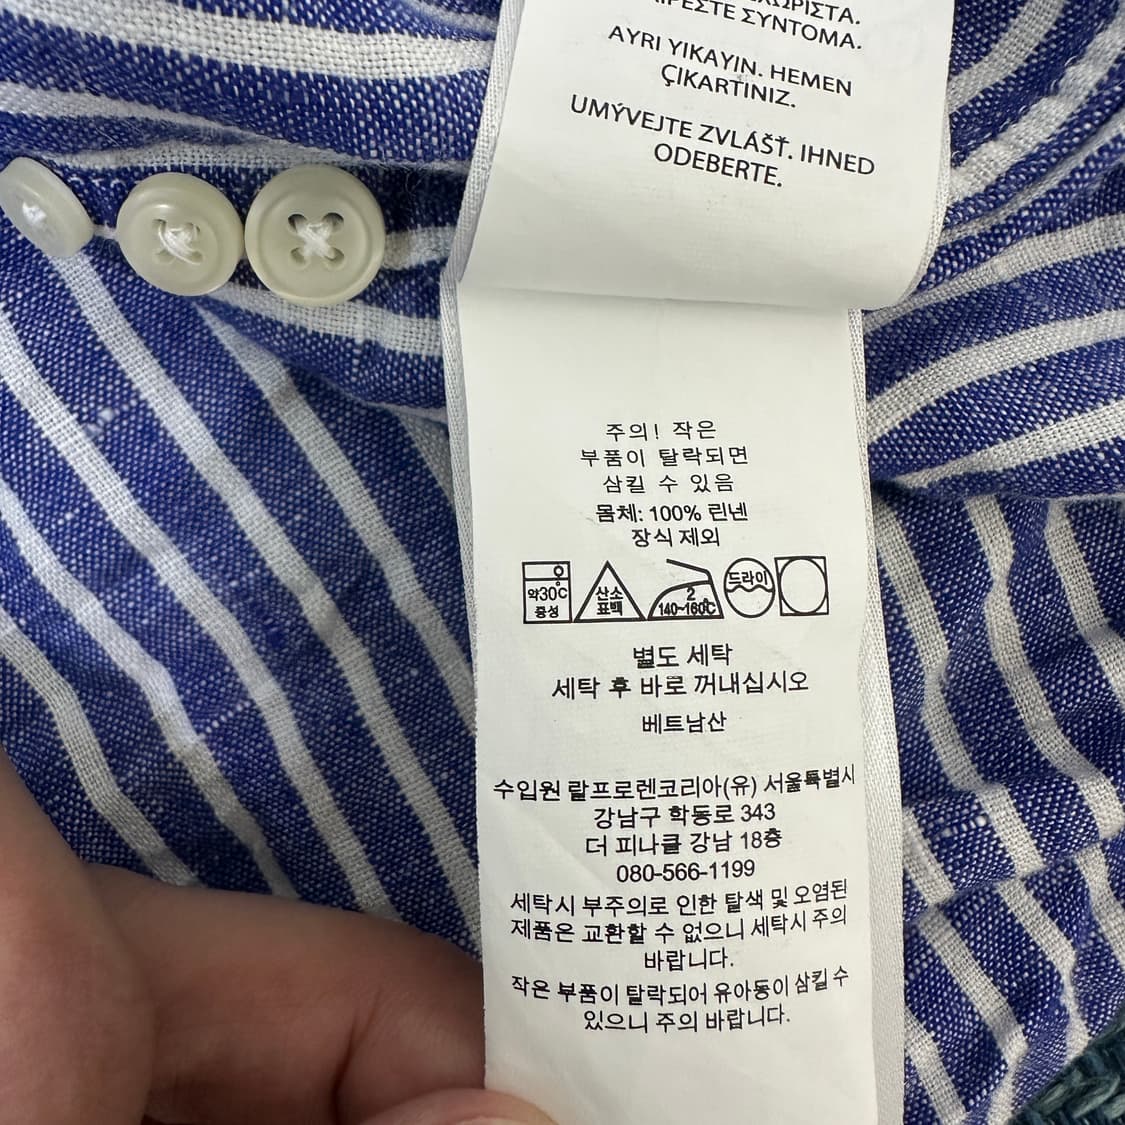 ΣΥΝΤΟΜΑ.
AYRI YIKAYIN. HEMEN
ÇIKARTINIZ.
UMÝVEJTE ZVLÁŠŤ. IHNED
ODEBERTE.
주의! 작은
부품이 탈락되면
삼킬 수 있음
몸체: 100% 린넨
장식 제외
약30℃
중성
산소
표백
2
140~160℃
드라이
별도 세탁
세탁 후 바로 꺼내십시오
베트남산
수입원 랄프로렌코리아(유) 서울특별시
강남구 학동로 343
더 피나클 강남 18층
080-566-1199
세탁시 부주의로 인한 탈색 및 오염된
제품은 교환할 수 없으니 세탁시 주의
바랍니다.
작은 부품이 탈락되어 유아동이 삼킬 수
있으니 주의 바랍니다.